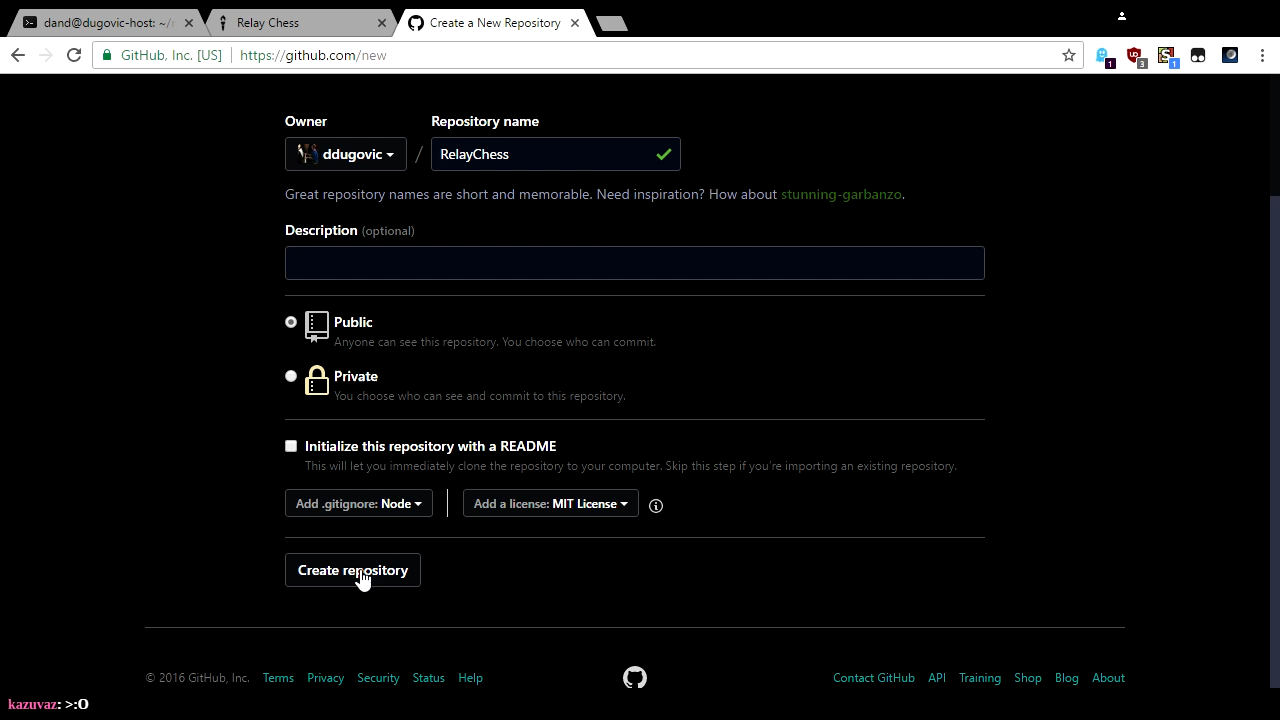 dand@dugovic-host: ~/r
Relay Chess
Create a New Repository
GitHub, Inc. [US]
https://github.com/new
1
3
1
Owner
Repository name
ddugovic
/
RelayChess
Great repository names are short and memorable. Need inspiration? How about stunning-garbanzo.
Description (optional)
Public
Anyone can see this repository. You choose who can commit.
Private
You choose who can see and commit to this repository.
Initialize this repository with a README
This will let you immediately clone the repository to your computer. Skip this step if you're importing an existing repository.
Add .gitignore: Node
Add a license: MIT License
Create repository
© 2016 GitHub, Inc. Terms Privacy Security Status Help
Contact GitHub API Training Shop Blog About
kazuvaz: >:O